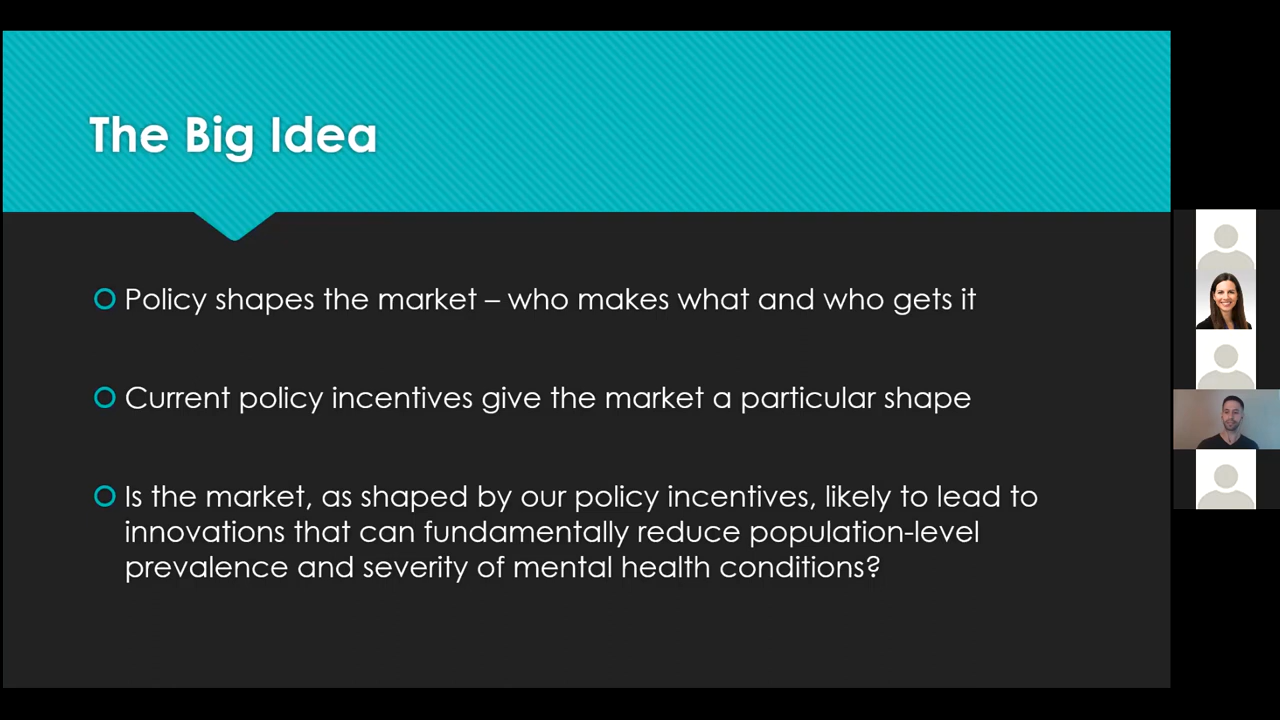 The Big Idea
Policy shapes the market – who makes what and who gets it
Current policy incentives give the market a particular shape
Is the market, as shaped by our policy incentives, likely to lead to
innovations that can fundamentally reduce population-level
prevalence and severity of mental health conditions?